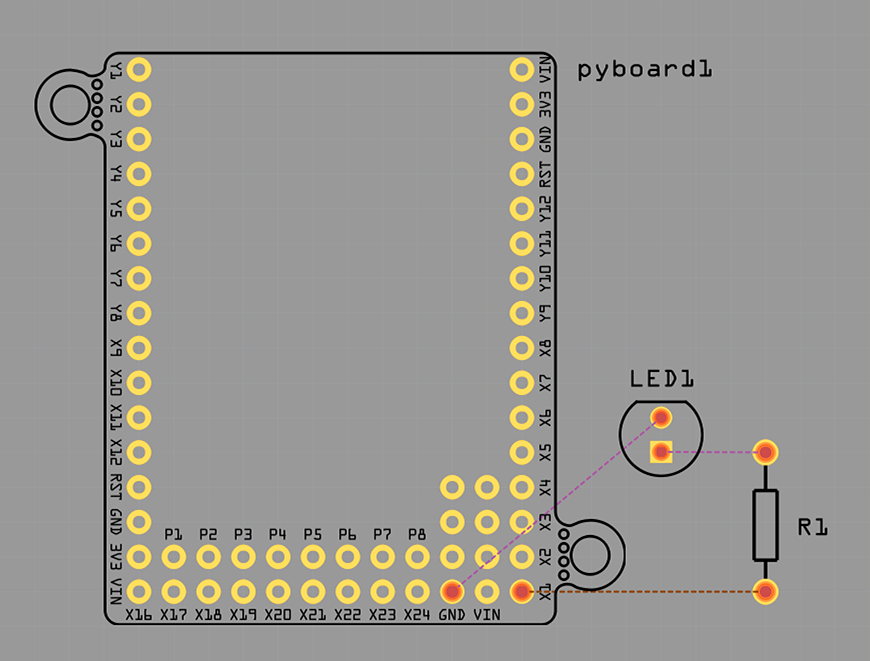 pyboard1
Y1
Y2
Y3
Y4
Y5
Y6
Y7
Y8
X9
X10
X11
X12
RST
GND
3V3
VIN
VIN
3V3
GND
RST
Y12
Y11
Y10
Y9
X8
X7
X6
X5
X4
X3
X2
X1
P1 P2 P3 P4 P5 P6 P7 P8
X16 X17 X18 X19 X20 X21 X22 X23 X24 GND VIN
LED1
R1